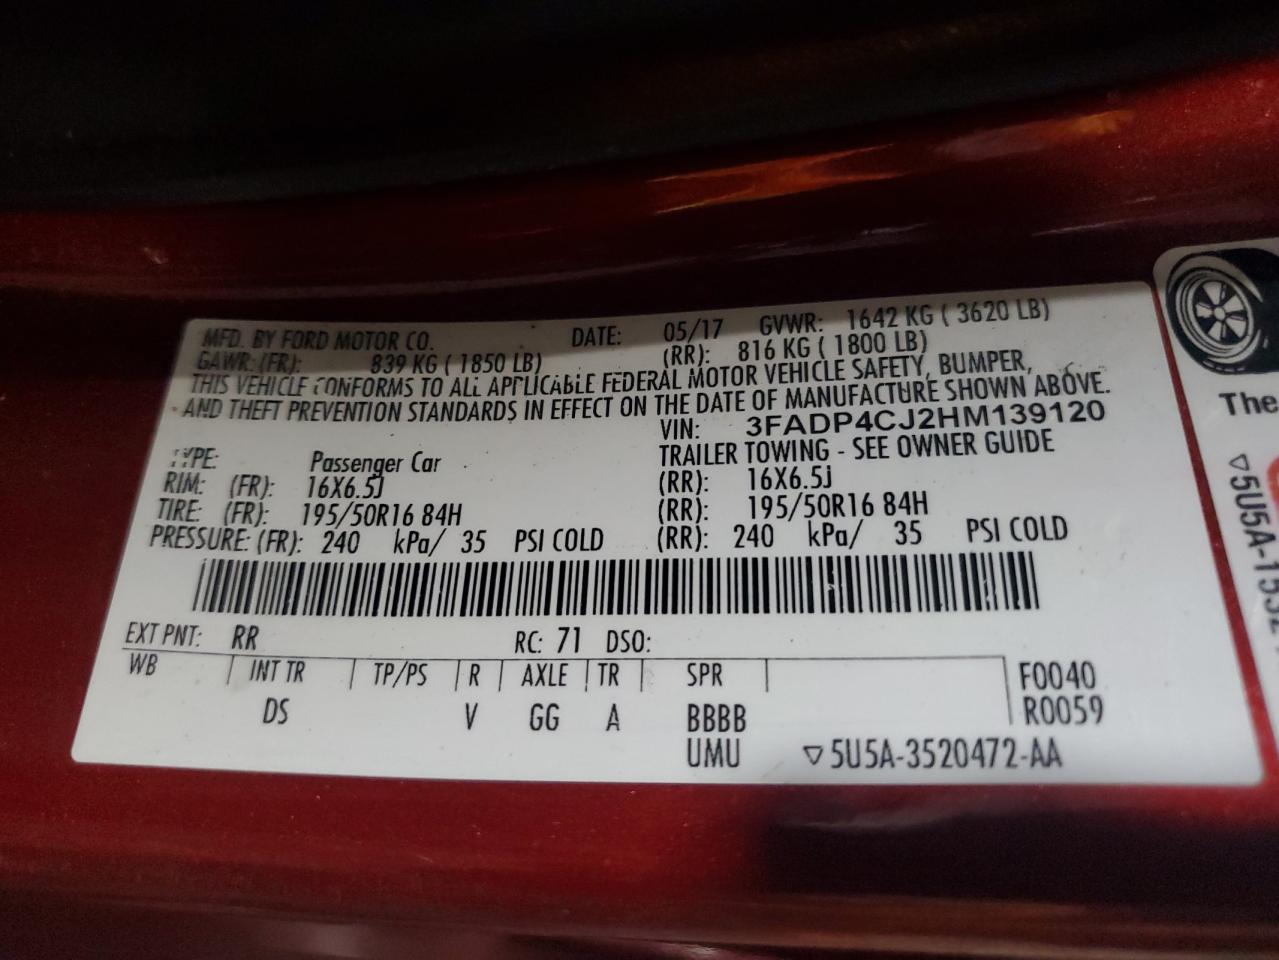 MFD. BY FORD MOTOR CO. DATE: 05/17 GVWR: 1642 KG ( 3620 LB)
GAWR: (FR): 839 KG ( 1850 LB) (RR): 816 KG ( 1800 LB)
THIS VEHICLE CONFORMS TO ALL APPLICABLE FEDERAL MOTOR VEHICLE SAFETY, BUMPER,
AND THEFT PREVENTION STANDARDS IN EFFECT ON THE DATE OF MANUFACTURE SHOWN ABOVE.
VIN: 3FADP4CJ2HM139120
TYPE: Passenger Car TRAILER TOWING - SEE OWNER GUIDE
RIM: (FR): 16X6.5J (RR): 16X6.5J
TIRE: (FR): 195/50R16 84H (RR): 195/50R16 84H
PRESSURE: (FR): 240 kPa/ 35 PSI COLD (RR): 240 kPa/ 35 PSI COLD
EXT PNT: RR RC: 71 DSO:
WB INT TR TP/PS R AXLE TR SPR F0040
DS V GG A BBBB R0059
UMU ▽5U5A-3520472-AA
The
▽5U5A-1532